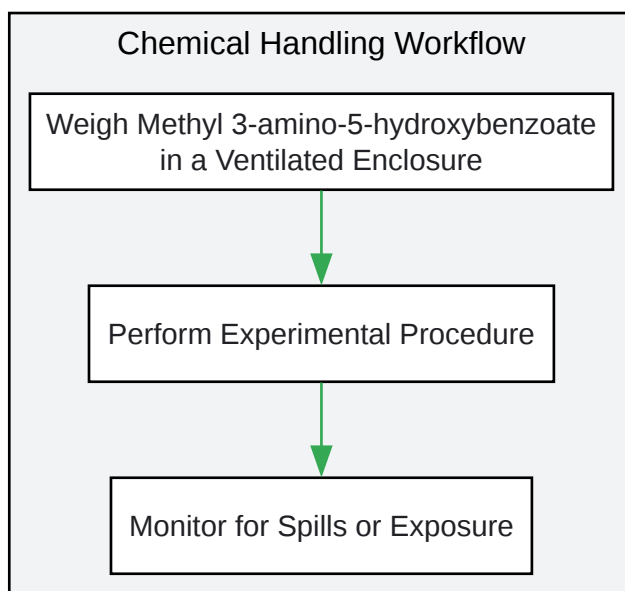 Chemical Handling Workflow
Weigh Methyl 3-amino-5-hydroxybenzoate
in a Ventilated Enclosure
Perform Experimental Procedure
Monitor for Spills or Exposure